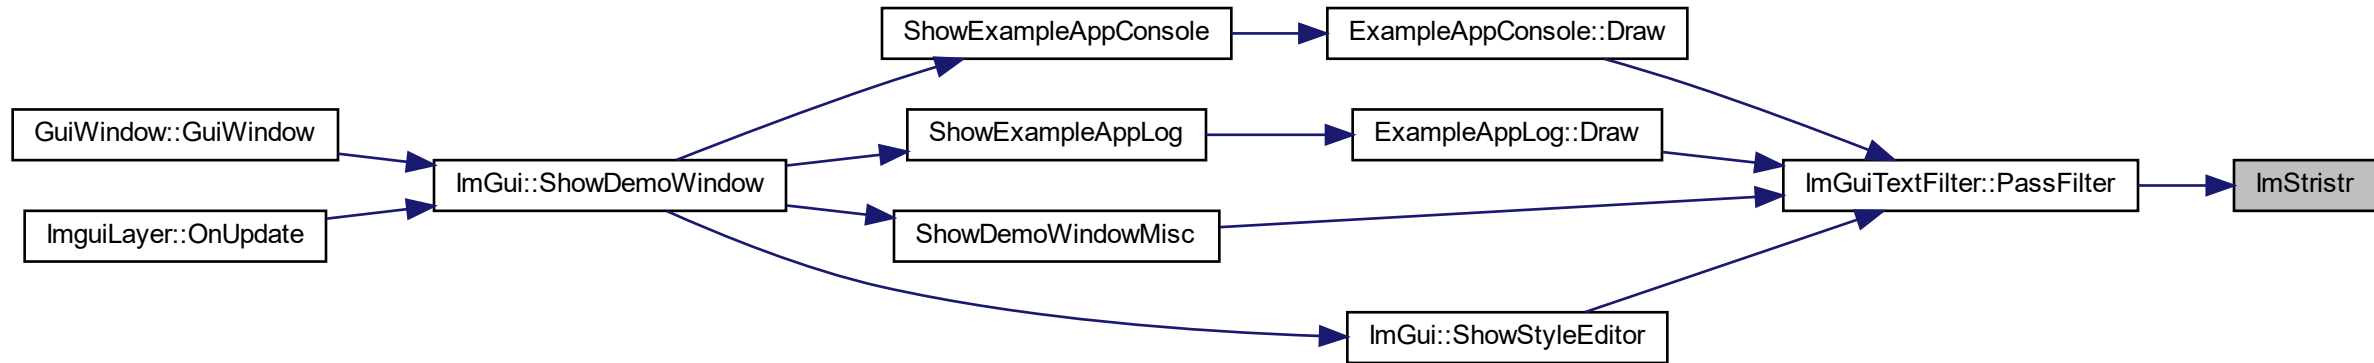 ShowExampleAppConsole
ExampleAppConsole::Draw
GuiWindow::GuiWindow
ShowExampleAppLog
ExampleAppLog::Draw
ImGui::ShowDemoWindow
ImGuiTextFilter::PassFilter
ImStristr
ImguiLayer::OnUpdate
ShowDemoWindowMisc
ImGui::ShowStyleEditor